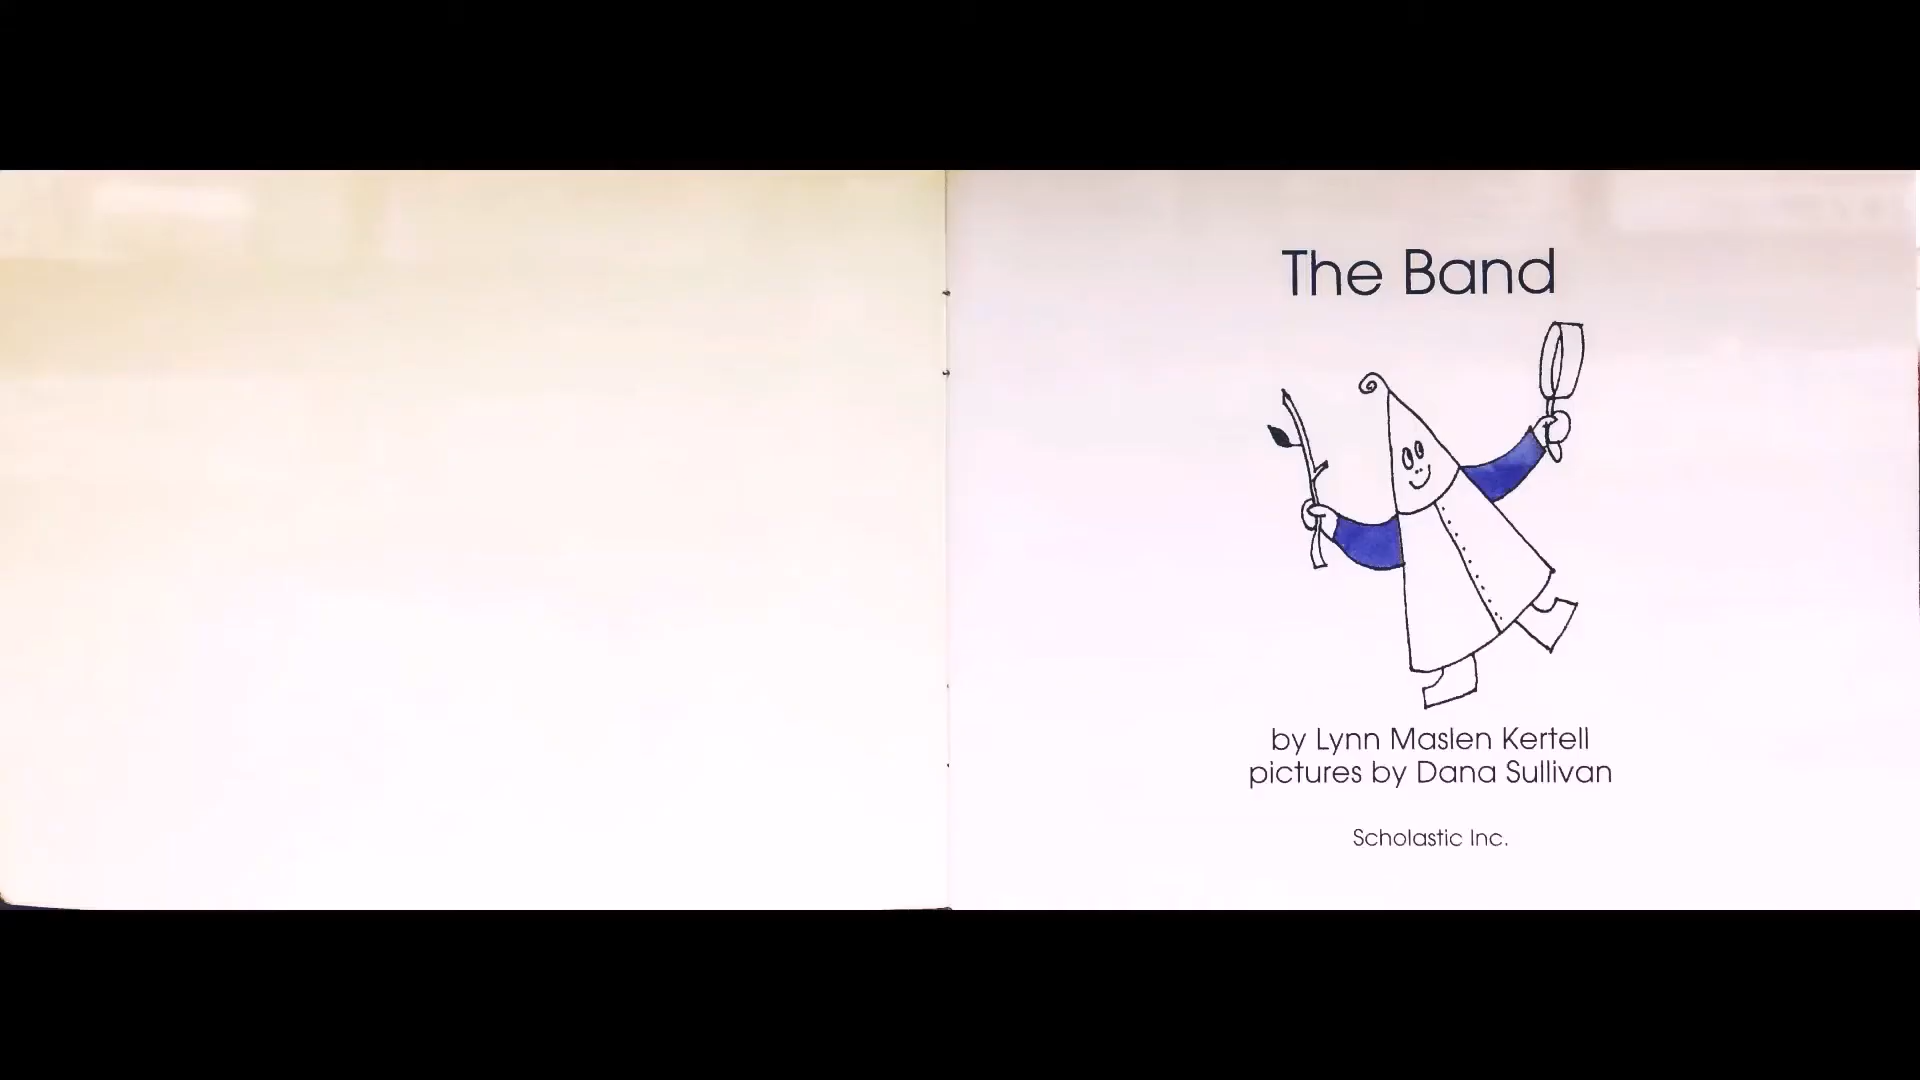 The Band
by Lynn Maslen Kertell
pictures by Dana Sullivan
Scholastic Inc.